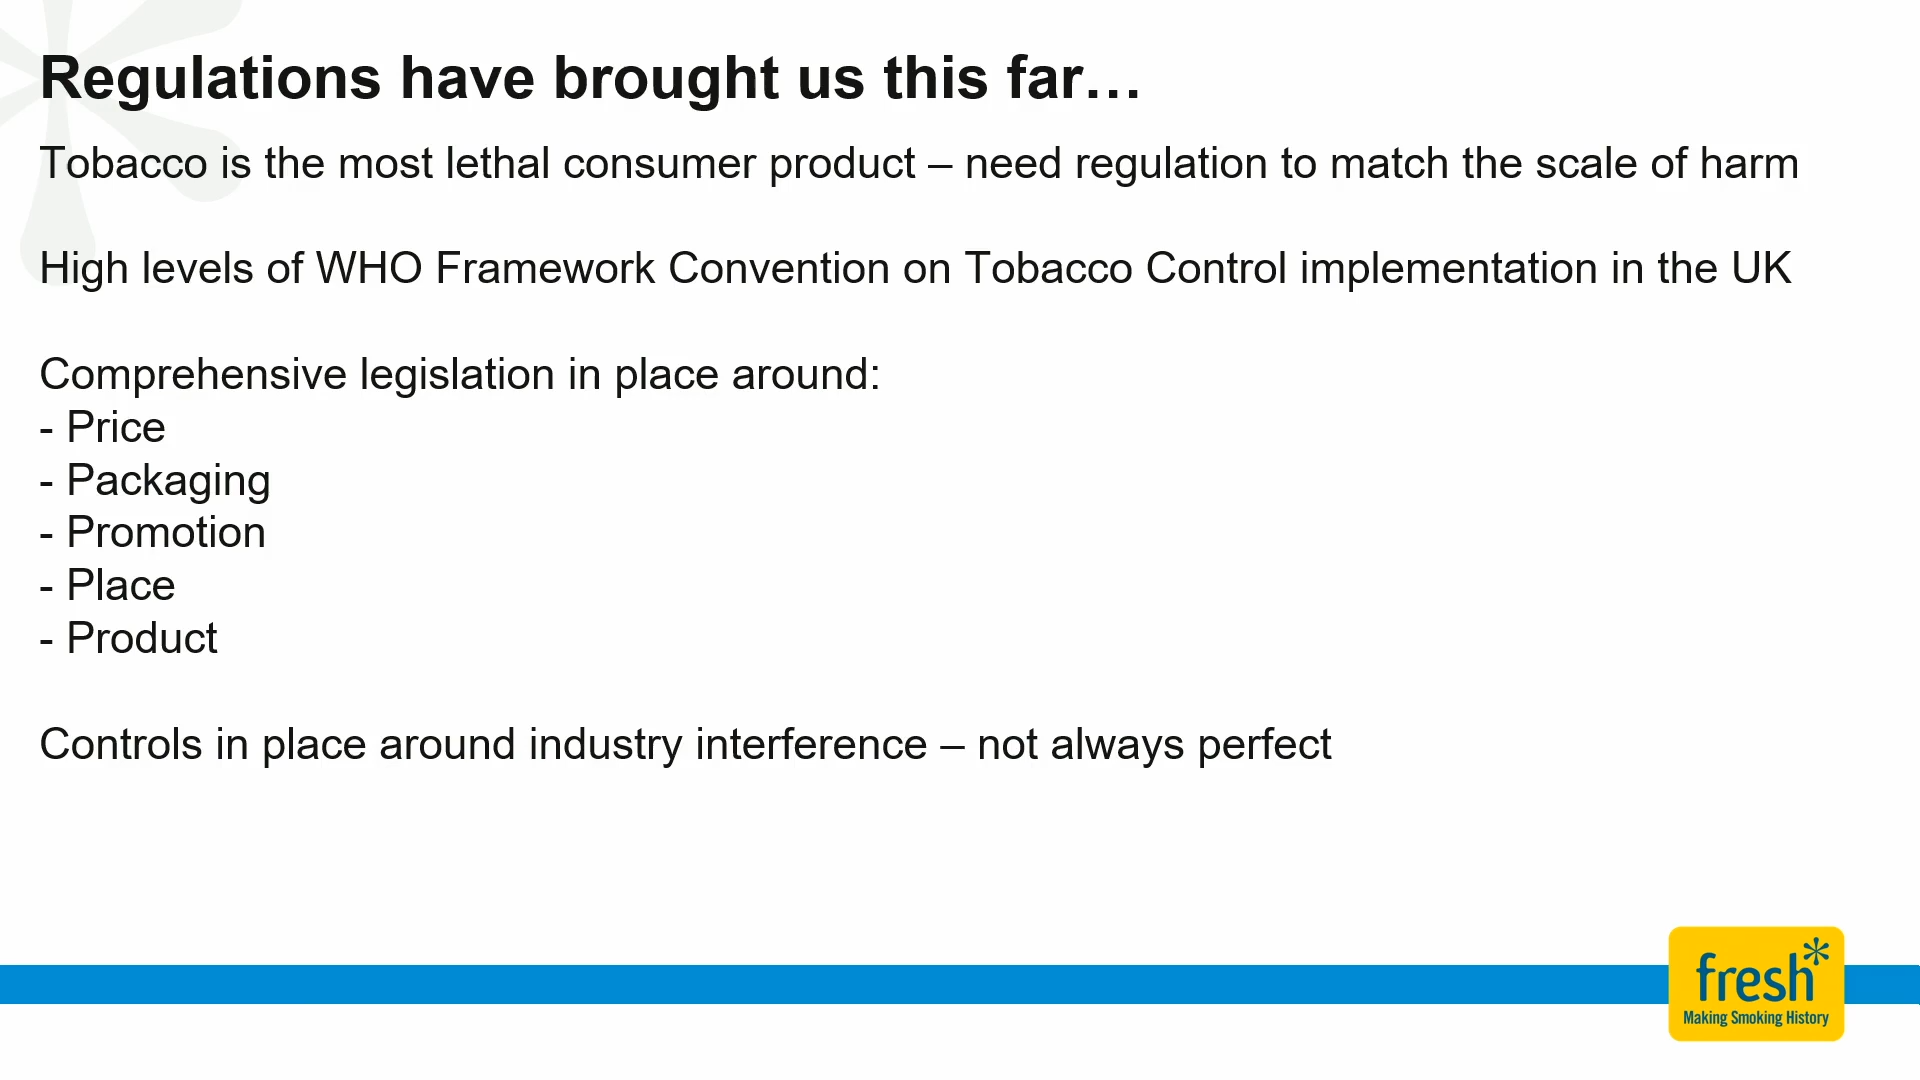 Regulations have brought us this far…
Tobacco is the most lethal consumer product – need regulation to match the scale of harm
High levels of WHO Framework Convention on Tobacco Control implementation in the UK
Comprehensive legislation in place around:
- Price
- Packaging
- Promotion
- Place
- Product
Controls in place around industry interference – not always perfect
fresh*
Making Smoking History